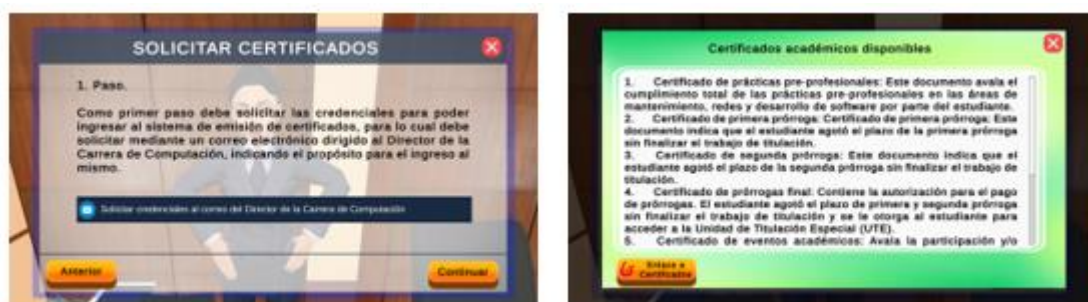 SOLICITAR CERTIFICADOS
1. Paso.
Como primer paso debe solicitar las credenciales para poder
ingresar al sistema de emisión de certificados, para lo cual debe
solicitar mediante un correo electrónico dirigido al Director de la
Carrera de Computación, indicando el propósito para el ingreso al
mismo.
Solicitar credenciales al correo del Director de la Carrera de Computación
Anterior
Continuar
Certificados académicos disponibles
1. Certificado de prácticas pre-profesionales: Este documento avala el
cumplimiento total de las prácticas pre-profesionales en las áreas de
mantenimiento, redes y desarrollo de software por parte del estudiante.
2. Certificado de primera prórroga: Certificado de primera prórroga: Este
documento indica que el estudiante agotó el plazo de la primera prórroga
sin finalizar el trabajo de titulación.
3. Certificado de segunda prórroga: Este documento indica que el
estudiante agotó el plazo de la segunda prórroga sin finalizar el trabajo de
titulación.
4. Certificado de prórrogas final: Contiene la autorización para el pago
de prórrogas. El estudiante agotó el plazo de primera y segunda prórroga
sin finalizar el trabajo de titulación y se le otorga al estudiante para
acceder a la Unidad de Titulación Especial (UTE).
5. Certificado de eventos académicos: Avala la participación y/o
Enlace a
Certificados